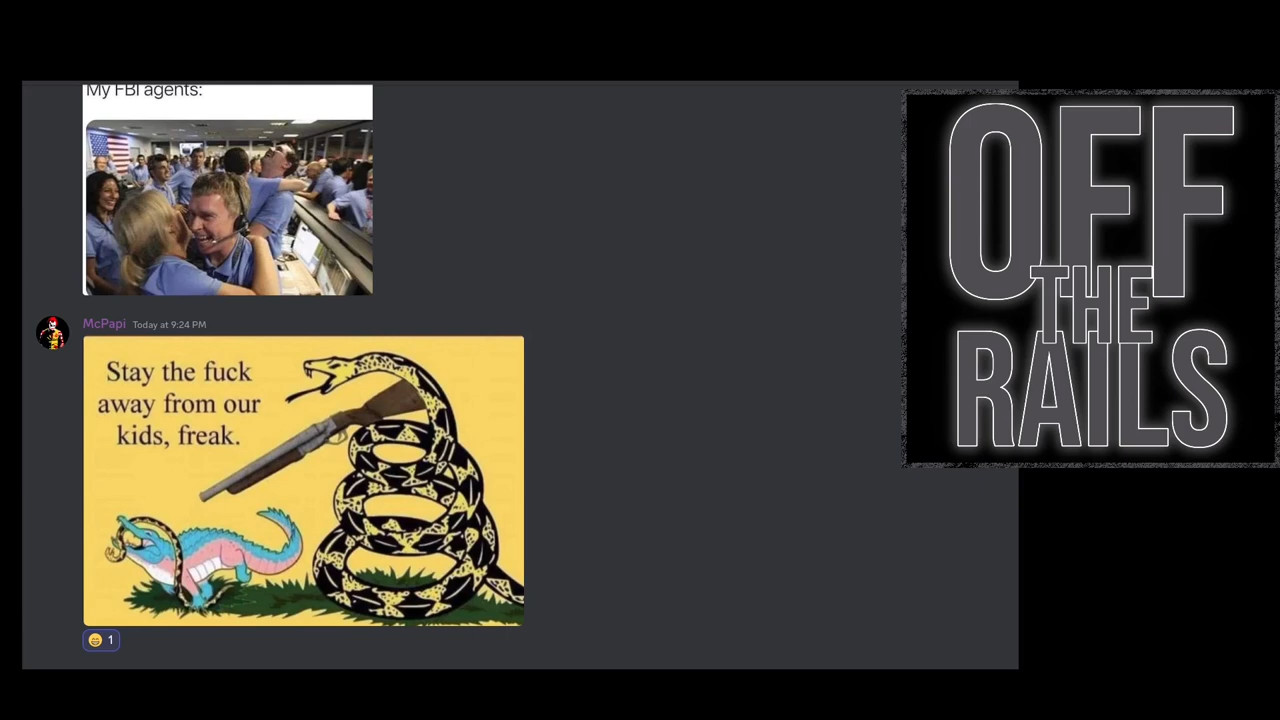 My FBI agents:
McPapi Today at 9:24 PM
Stay the fuck
away from our
kids, freak.
1
OFF
THE
RAILS